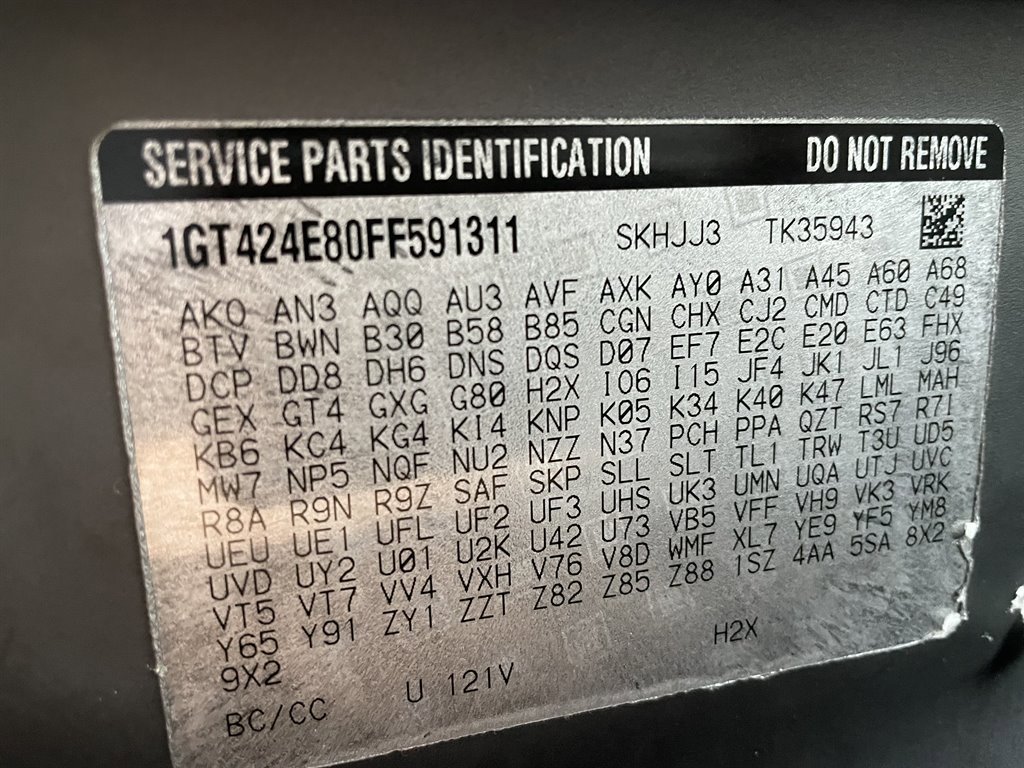 SERVICE PARTS IDENTIFICATION DO NOT REMOVE
1GT424E80FF591311 SKHJJ3 TK35943
AKO AN3 AQQ AU3 AVF AXK AY0 A31 A45 A60 A68
BTV BWN B30 B58 B85 CGN CHX CJ2 CMD CTD C49
DCP DD8 DH6 DNS DQS D07 EF7 E2C E20 E63 FHX
GEX GT4 GXG G80 H2X I06 I15 JF4 JK1 JL1 J96
KB6 KC4 KG4 KI4 KNP K05 K34 K40 K47 LML MAH
MW7 NP5 NQF NU2 NZZ N37 PCH PPA QZT RS7 R7I
R8A R9N R9Z SAF SKP SLL SLT TL1 TRW T3U UD5
UEU UE1 UFL UF2 UF3 UHS UK3 UMN UQA UTJ UVC
UVD UY2 U01 U2K U42 U73 VB5 VFF VH9 VK3 VRK
VT5 VT7 VV4 VXH V76 V8D WMF XL7 YE9 YF5 YM8
Y65 Y91 ZY1 ZZT Z82 Z85 Z88 1SZ 4AA 5SA 8X2
9X2
BC/CC U 121V H2X